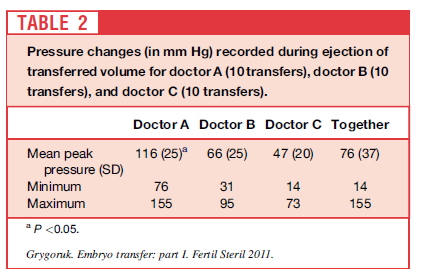 TABLE 2
Pressure changes (in mm Hg) recorded during ejection of
transferred volume for doctor A (10 transfers), doctor B (10
transfers), and doctor C (10 transfers).
Doctor A Doctor B Doctor C Together
Mean peak 116 (25)a 66 (25) 47 (20) 76 (37)
pressure (SD)
Minimum 76 31 14 14
Maximum 155 95 73 155
a P <0.05.
Grygoruk. Embryo transfer: part I. Fertil Steril 2011.